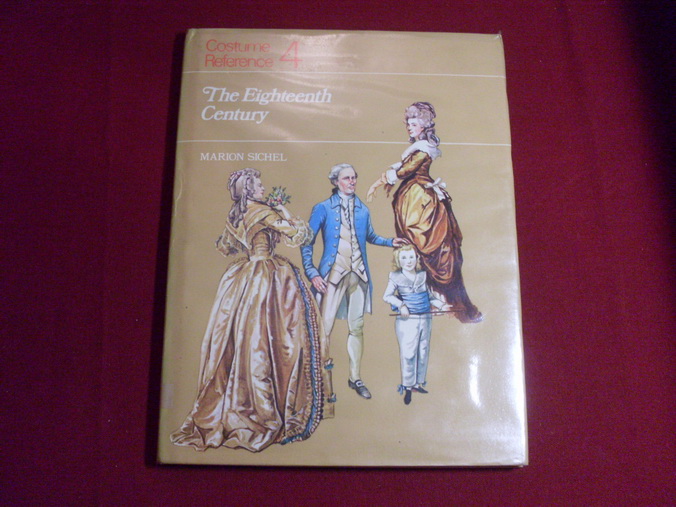 Costume
Reference 4
The Eighteenth
Century
MARION SICHEL